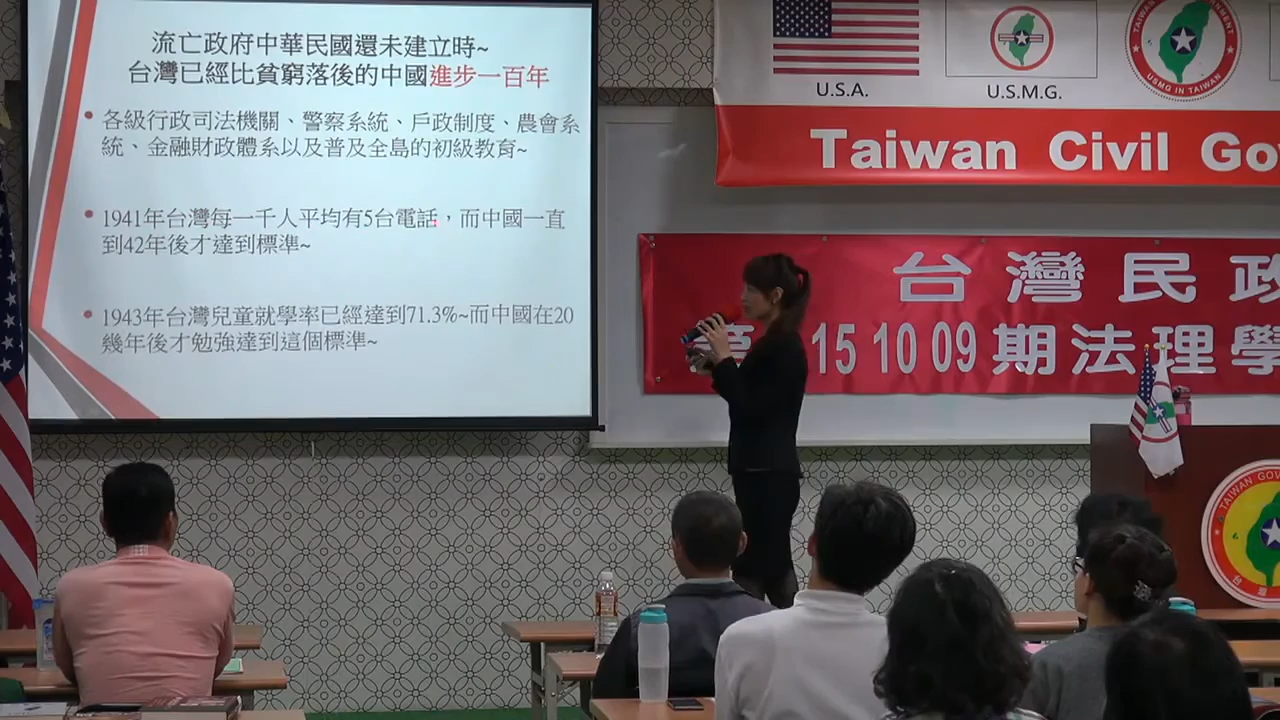 流亡政府中華民國還未建立時~
台灣已經比貧窮落後的中國進步一百年
各級行政司法機關、警察系統、戶政制度、農會系
統、金融財政體系以及普及全島的初級教育~
1941年台灣每一千人平均有5台電話，而中國一直
到42年後才達到標準~
1943年台灣兒童就學率已經達到71.3%~而中國在20
幾年後才勉強達到這個標準~
U.S.A.
U.S.M.G.
TAIWAN GOVERNMENT
USMG IN TAIWAN
Taiwan Civil Go
台灣民政
15 10 09 期法理學
TAIWAN GOV